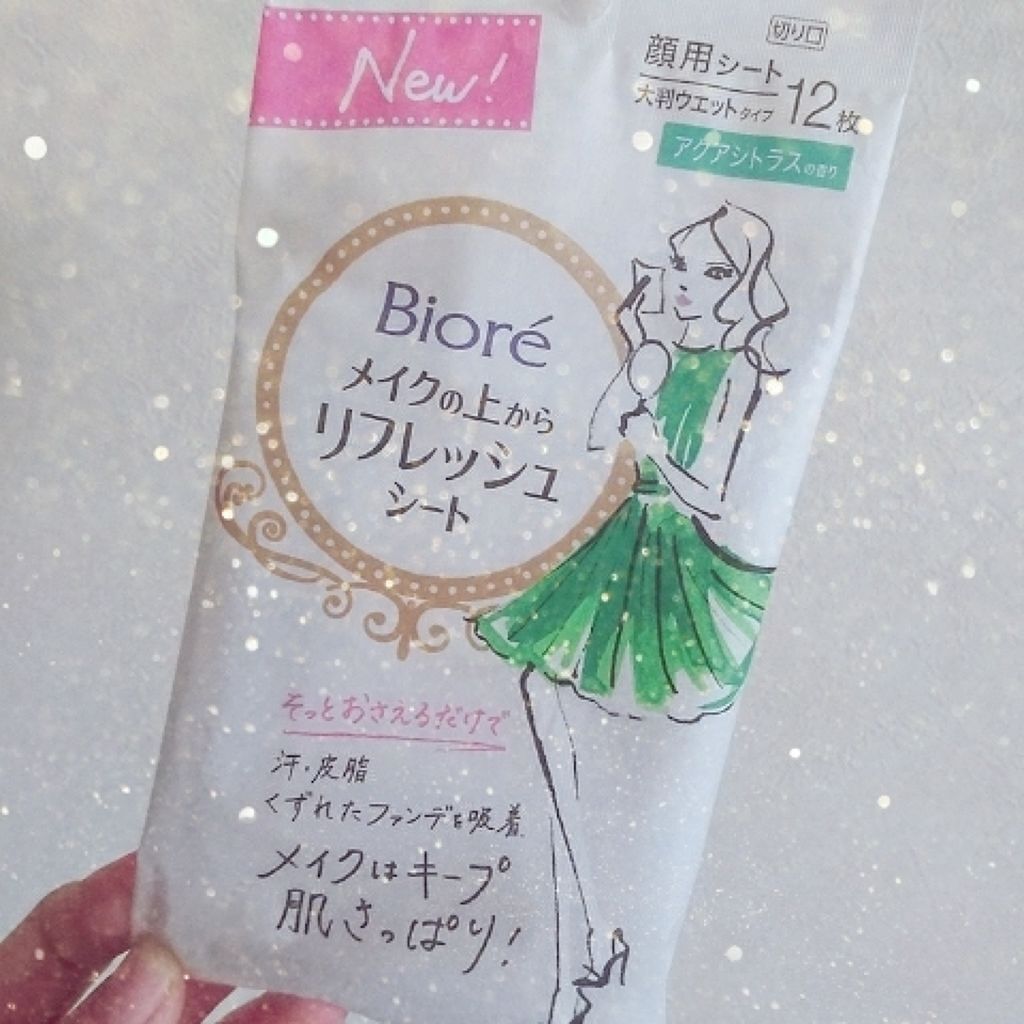 New!
切り口
顔用シート
大判ウエットタイプ 12枚
アクアシトラスの香り
Bioré
メイクの上から
リフレッシュ
シート
そっとおさえるだけで
汗・皮脂
くずれたファンデを吸着
メイクはキープ
肌さっぱり!